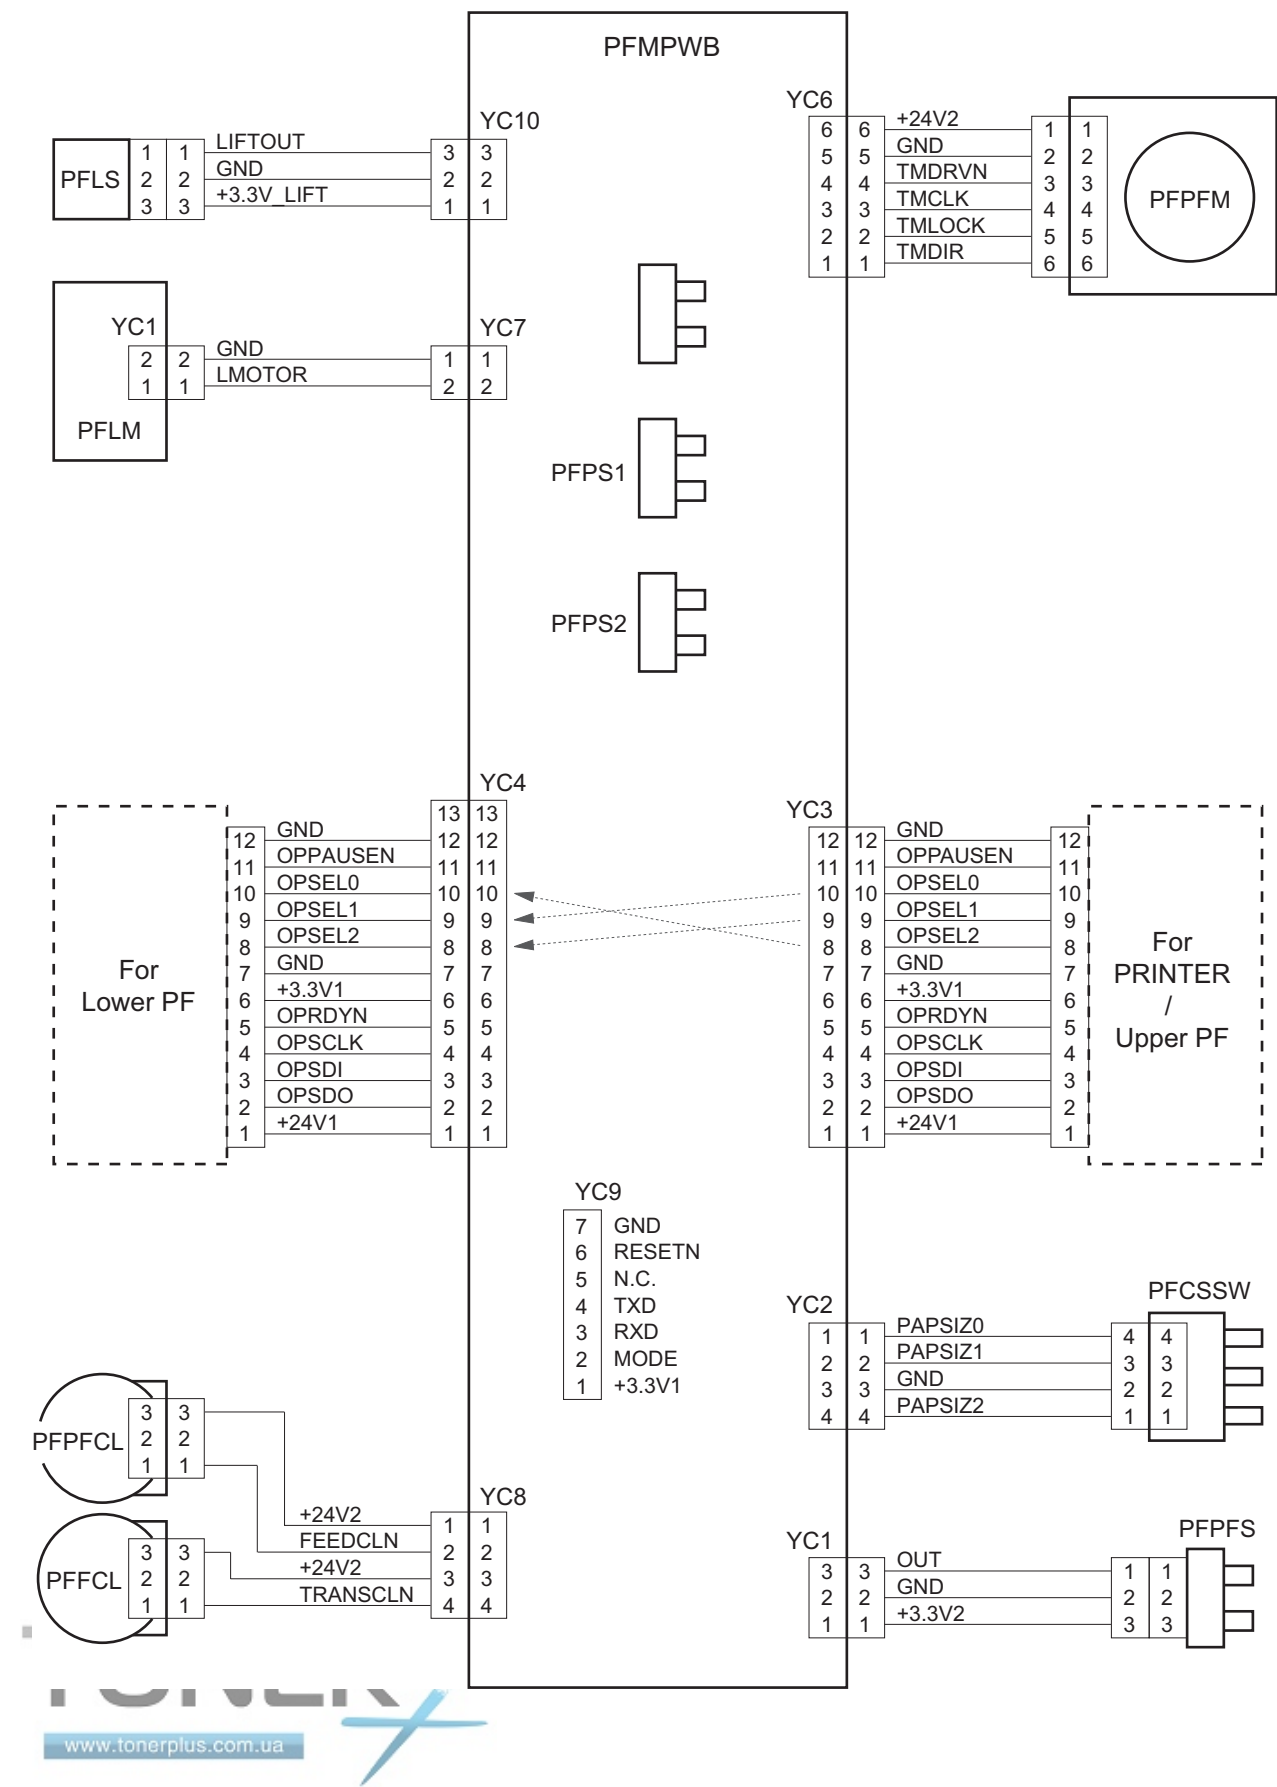 PFMPWB
YC10
PFLS
1 1 LIFTOUT 3 3
2 2 GND 2 2
3 3 +3.3V_LIFT 1 1
YC6
6 6 +24V2 1 1
5 5 GND 2 2
4 4 TMDRVN 3 3
3 3 TMCLK 4 4
2 2 TMLOCK 5 5
1 1 TMDIR 6 6
PFPFM
YC1
YC7
2 2 GND 1 1
1 1 LMOTOR 2 2
PFLM
PFPS1
PFPS2
YC4
13 13
12 GND 12 12
11 OPPAUSEN 11 11
10 OPSEL0 10 10
9 OPSEL1 9 9
8 OPSEL2 8 8
7 GND 7 7
6 +3.3V1 6 6
5 OPRDYN 5 5
4 OPSCLK 4 4
3 OPSDI 3 3
2 OPSDO 2 2
1 +24V1 1 1
For
Lower PF
YC3
12 12 GND 12
11 11 OPPAUSEN 11
10 10 OPSEL0 10
9 9 OPSEL1 9
8 8 OPSEL2 8
7 7 GND 7
6 6 +3.3V1 6
5 5 OPRDYN 5
4 4 OPSCLK 4
3 3 OPSDI 3
2 2 OPSDO 2
1 1 +24V1 1
For
PRINTER
/
Upper PF
YC9
7 GND
6 RESETN
5 N.C.
4 TXD
3 RXD
2 MODE
1 +3.3V1
YC2
PFCSSW
1 1 PAPSIZ0 4 4
2 2 PAPSIZ1 3 3
3 3 GND 2 2
4 4 PAPSIZ2 1 1
PFPFCL
3 3
2 2
1 1
PFFCL
3 3
2 2
1 1
YC8
+24V2 1 1
FEEDCLN 2 2
+24V2 3 3
TRANSCLN 4 4
YC1
PFPFS
3 3 OUT 1 1
2 2 GND 2 2
1 1 +3.3V2 3 3
TONER
www.tonerplus.com.ua